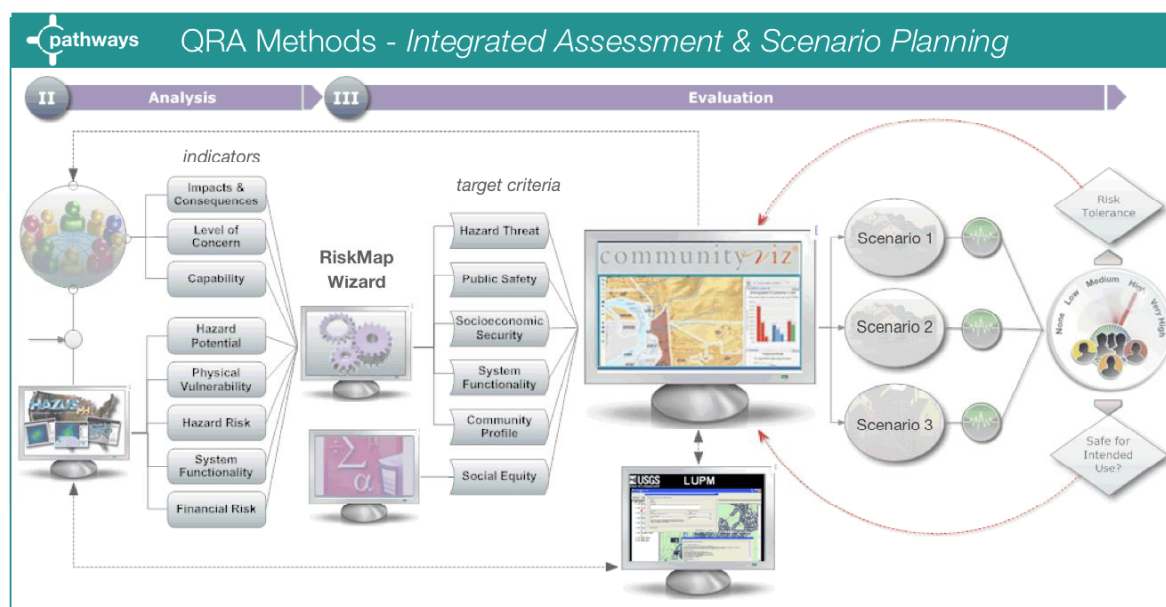 pathways
QRA Methods - Integrated Assessment & Scenario Planning
II
Analysis
III
Evaluation
indicators
Impacts &
Consequences
Level of
Concern
Capability
Hazard
Potential
Physical
Vulnerability
Hazard Risk
System
Functionality
Financial Risk
HAZUS
RiskMap
Wizard
Σ
α
target criteria
Hazard Threat
Public Safety
Socioeconomic
Security
System
Functionality
Community
Profile
Social Equity
community viz
USGS
LUPM
Scenario 1
Scenario 2
Scenario 3
Risk
Tolerance
None
Low
Medium
High
Very High
Safe for
Intended
Use?